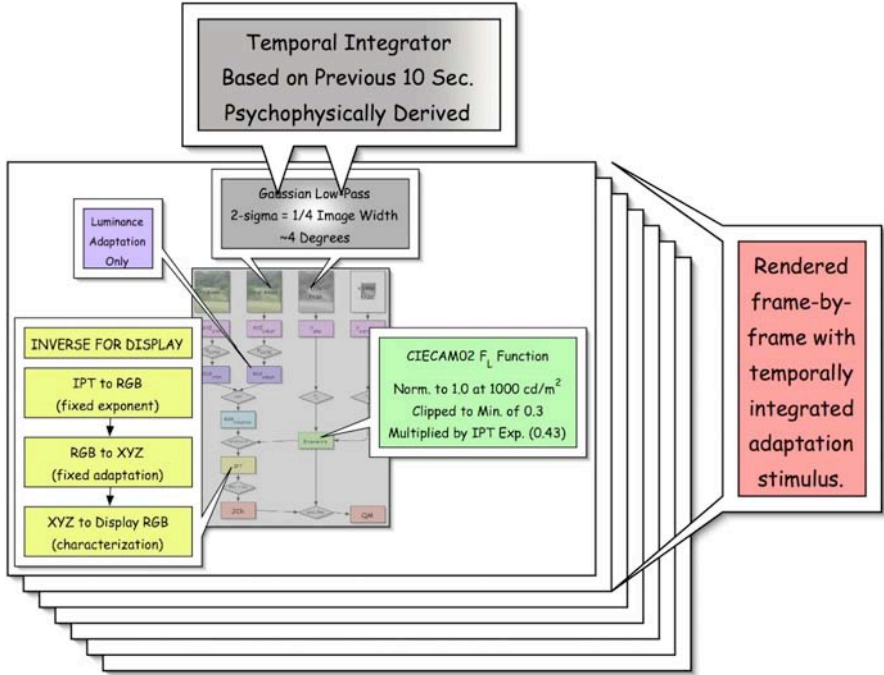 Temporal Integrator
Based on Previous 10 Sec.
Psychophysically Derived
Gaussian Low-Pass
2-sigma = 1/4 Image Width
~4 Degrees
Luminance
Adaptation
Only
INVERSE FOR DISPLAY
IPT to RGB
(fixed exponent)
RGB to XYZ
(fixed adaptation)
XYZ to Display RGB
(characterization)
CIECAM02 F_L Function
Norm. to 1.0 at 1000 cd/m²
Clipped to Min. of 0.3
Multiplied by IPT Exp. (0.43)
IPT
JCh
QM
Rendered
frame-by-
frame with
temporally
integrated
adaptation
stimulus.